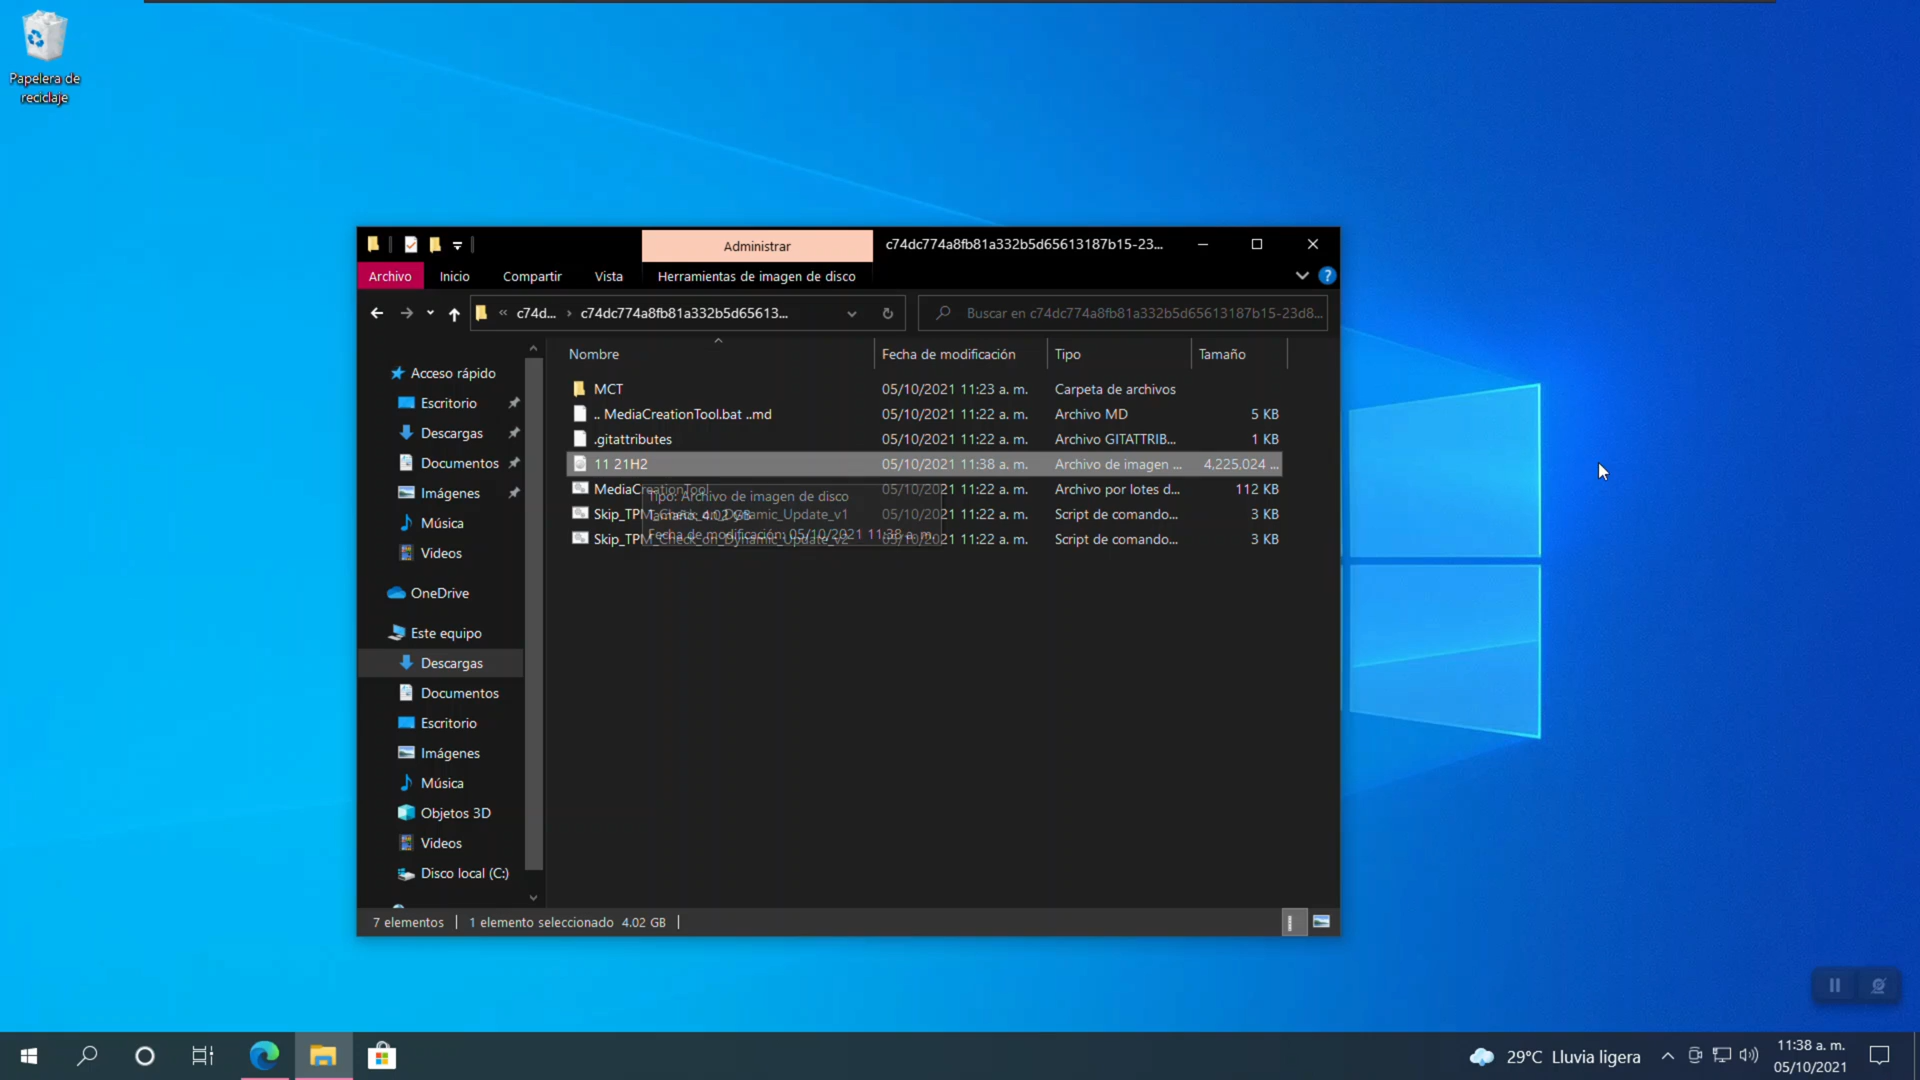 Papelera de
reciclaje
Administrar
c74dc774a8fb81a332b5d65613187b15-23...
Archivo
Inicio
Compartir
Vista
Herramientas de imagen de disco
?
«
c74d...
›
c74dc774a8fb81a332b5d65613...
Buscar en c74dc774a8fb81a332b5d65613187b15-23d8...
Nombre
Fecha de modificación
Tipo
Tamaño
MCT
05/10/2021 11:23 a. m.
Carpeta de archivos
.. MediaCreationTool.bat ..md
05/10/2021 11:22 a. m.
Archivo MD
5 KB
.gitattributes
05/10/2021 11:22 a. m.
Archivo GITATTRIB...
1 KB
11 21H2
05/10/2021 11:38 a. m.
Archivo de imagen ...
4,225,024 ...
MediaCreationTool
05/10/2021 11:22 a. m.
Archivo por lotes d...
112 KB
Skip_TPM_Check_on_Dynamic_Update_v1
05/10/2021 11:22 a. m.
Script de comando...
3 KB
Skip_TPM_Check_on_Dynamic_Update_v2
05/10/2021 11:22 a. m.
Script de comando...
3 KB
Tipo: Archivo de imagen de disco
Tamaño: 4.02 GB
Fecha de modificación: 05/10/2021 11:38 a. m.
Acceso rápido
Escritorio
Descargas
Documentos
Imágenes
Música
Videos
OneDrive
Este equipo
Descargas
Documentos
Escritorio
Imágenes
Música
Objetos 3D
Videos
Disco local (C:)
7 elementos
1 elemento seleccionado 4.02 GB
29°C Lluvia ligera
11:38 a. m.
05/10/2021